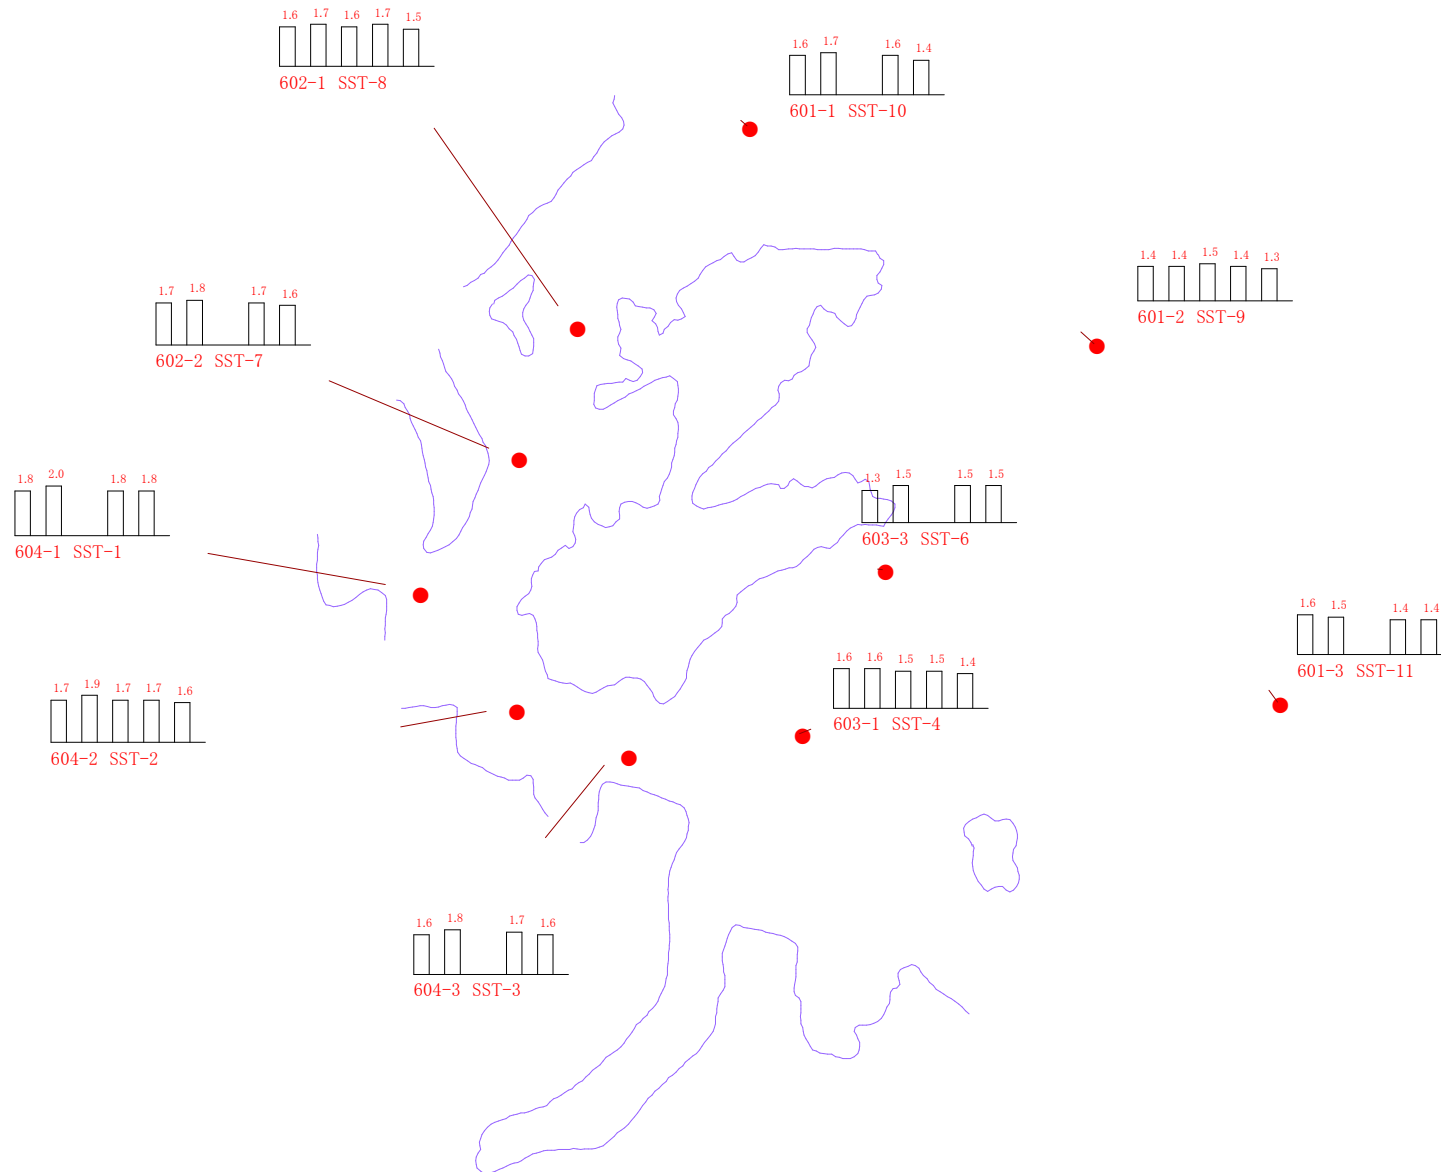 1.6 1.7 1.6 1.7 1.5
602-1 SST-8
1.6 1.7 1.6 1.4
601-1 SST-10
1.4 1.4 1.5 1.4 1.3
601-2 SST-9
1.7 1.8 1.7 1.6
602-2 SST-7
1.8 2.0 1.8 1.8
604-1 SST-1
1.3 1.5 1.5 1.5
603-3 SST-6
1.6 1.5 1.4 1.4
601-3 SST-11
1.7 1.9 1.7 1.7 1.6
604-2 SST-2
1.6 1.6 1.5 1.5 1.4
603-1 SST-4
1.6 1.8 1.7 1.6
604-3 SST-3